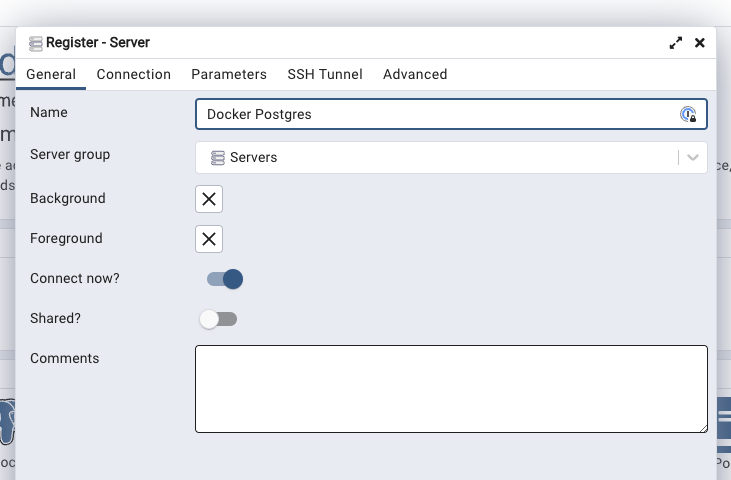 Register - Server
General Connection Parameters SSH Tunnel Advanced
Name Docker Postgres
Server group Servers
Background
Foreground
Connect now?
Shared?
Comments